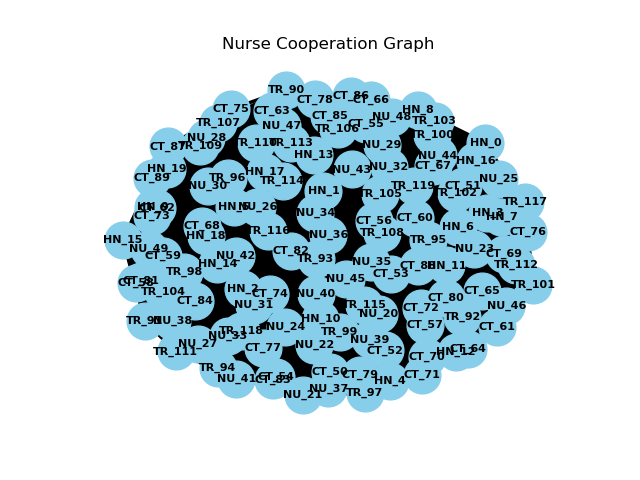 Nurse Cooperation Graph
TR_90
CT_78
CT_86
CT_66
CT_75
CT_63
HN_8
CT_85
NU_48
TR_107
NU_47
TR_106
CT_55
TR_103
NU_28
TR_100
TR_109
TR_110
TR_113
NU_29
HN_0
CT_87
HN_13
NU_44
HN_16
HN_19
HN_17
NU_43
NU_32
CT_67
CT_89
TR_96
TR_114
NU_25
NU_30
HN_1
TR_105
TR_119
CT_51
TR_102
TR_117
CT_73
NU_26
NU_34
CT_56
CT_60
HN_7
CT_68
HN_6
CT_76
HN_15
HN_18
TR_116
NU_36
TR_108
TR_95
NU_49
CT_82
NU_23
CT_59
NU_42
TR_93
NU_35
CT_69
HN_14
HN_11
TR_112
TR_98
CT_53
NU_45
TR_104
HN_2
CT_74
NU_40
CT_65
TR_101
CT_84
NU_31
TR_115
CT_80
NU_46
CT_72
NU_38
HN_10
NU_20
TR_92
TR_118
NU_24
TR_99
CT_57
CT_61
NU_33
NU_39
NU_27
CT_77
NU_22
CT_52
TR_111
CT_70
HN_12
CT_64
TR_94
CT_50
CT_79
CT_71
NU_41
CT_54
HN_4
NU_37
NU_21
TR_97